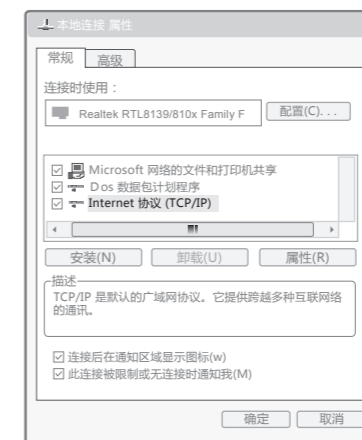 本地连接 属性
常规 高级
连接时使用：
Realtek RTL8139/810x Family F 配置(C). . .
Microsoft 网络的文件和打印机共享
Dos 数据包计划程序
Internet 协议 (TCP/IP)
安装(N) 卸载(U) 属性(R)
描述
TCP/IP 是默认的广域网协议。它提供跨越多种互联网络
的通讯。
连接后在通知区域显示图标(w)
此连接被限制或无连接时通知我(M)
确定 取消